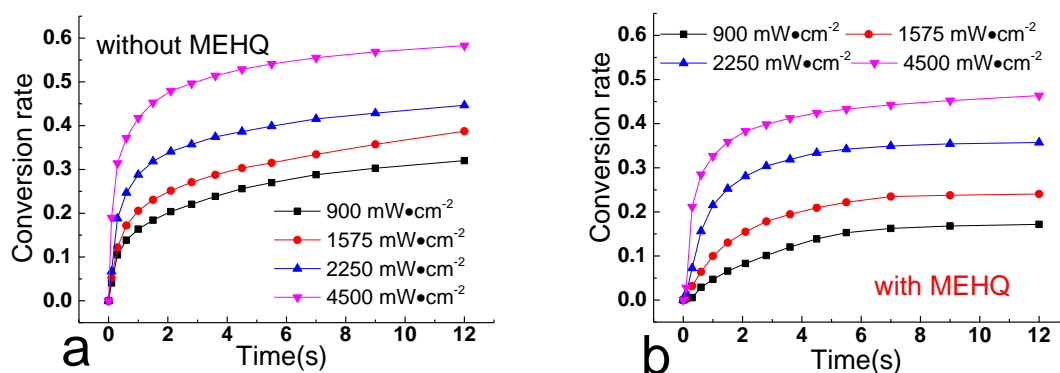 without MEHQ
Conversion rate
0.6
0.5
0.4
0.3
0.2
0.1
0.0
900 mW•cm-2
1575 mW•cm-2
2250 mW•cm-2
4500 mW•cm-2
0 2 4 6 8 10 12
Time(s)
a
900 mW•cm-2 1575 mW•cm-2
2250 mW•cm-2 4500 mW•cm-2
Conversion rate
0.6
0.5
0.4
0.3
0.2
0.1
0.0
with MEHQ
0 2 4 6 8 10 12
Time(s)
b